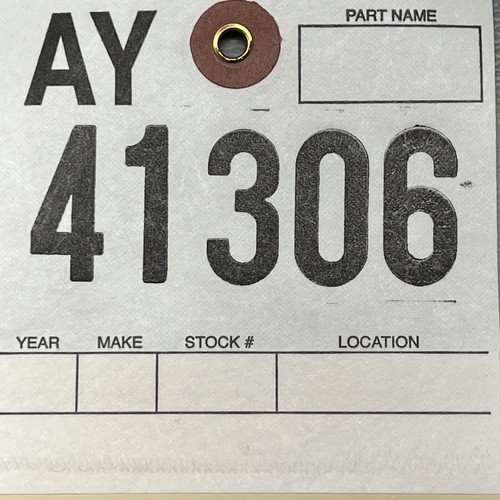 AY
PART NAME
41306
YEAR MAKE STOCK # LOCATION